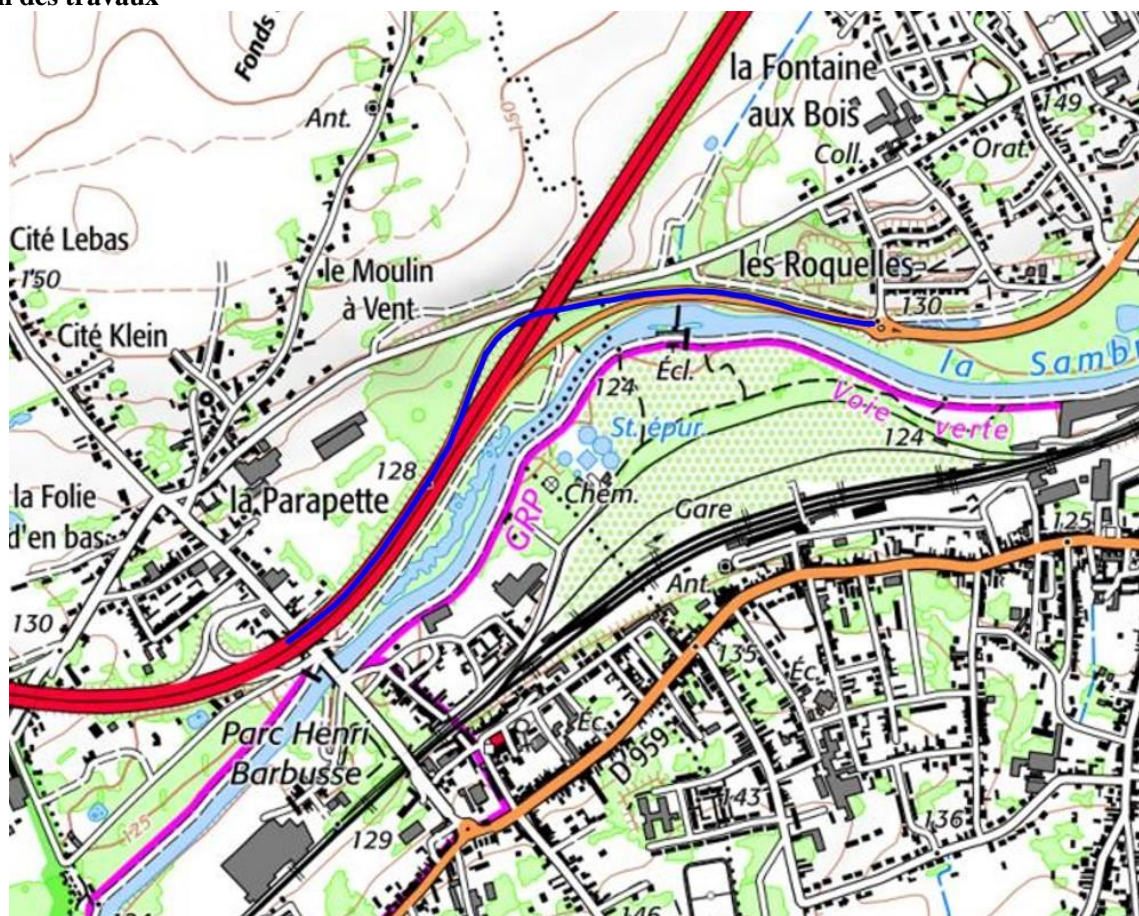 n des travaux
Fonds
Ant.
150
la Fontaine
aux Bois
149
Coll.
Orat.
Cité Lebas
150
le Moulin
à Vent
les Roquelles
130
Cité Klein
la Sambr
124
Écl.
Voie
verte
St. épur.
124
128
la Folie
d'en bas
la Parapette
Chem.
GRP
Gare
125
Ant.
130
135
Éc.
Parc Henri
Barbusse
Éc.
D 959
125
143
129
136
146